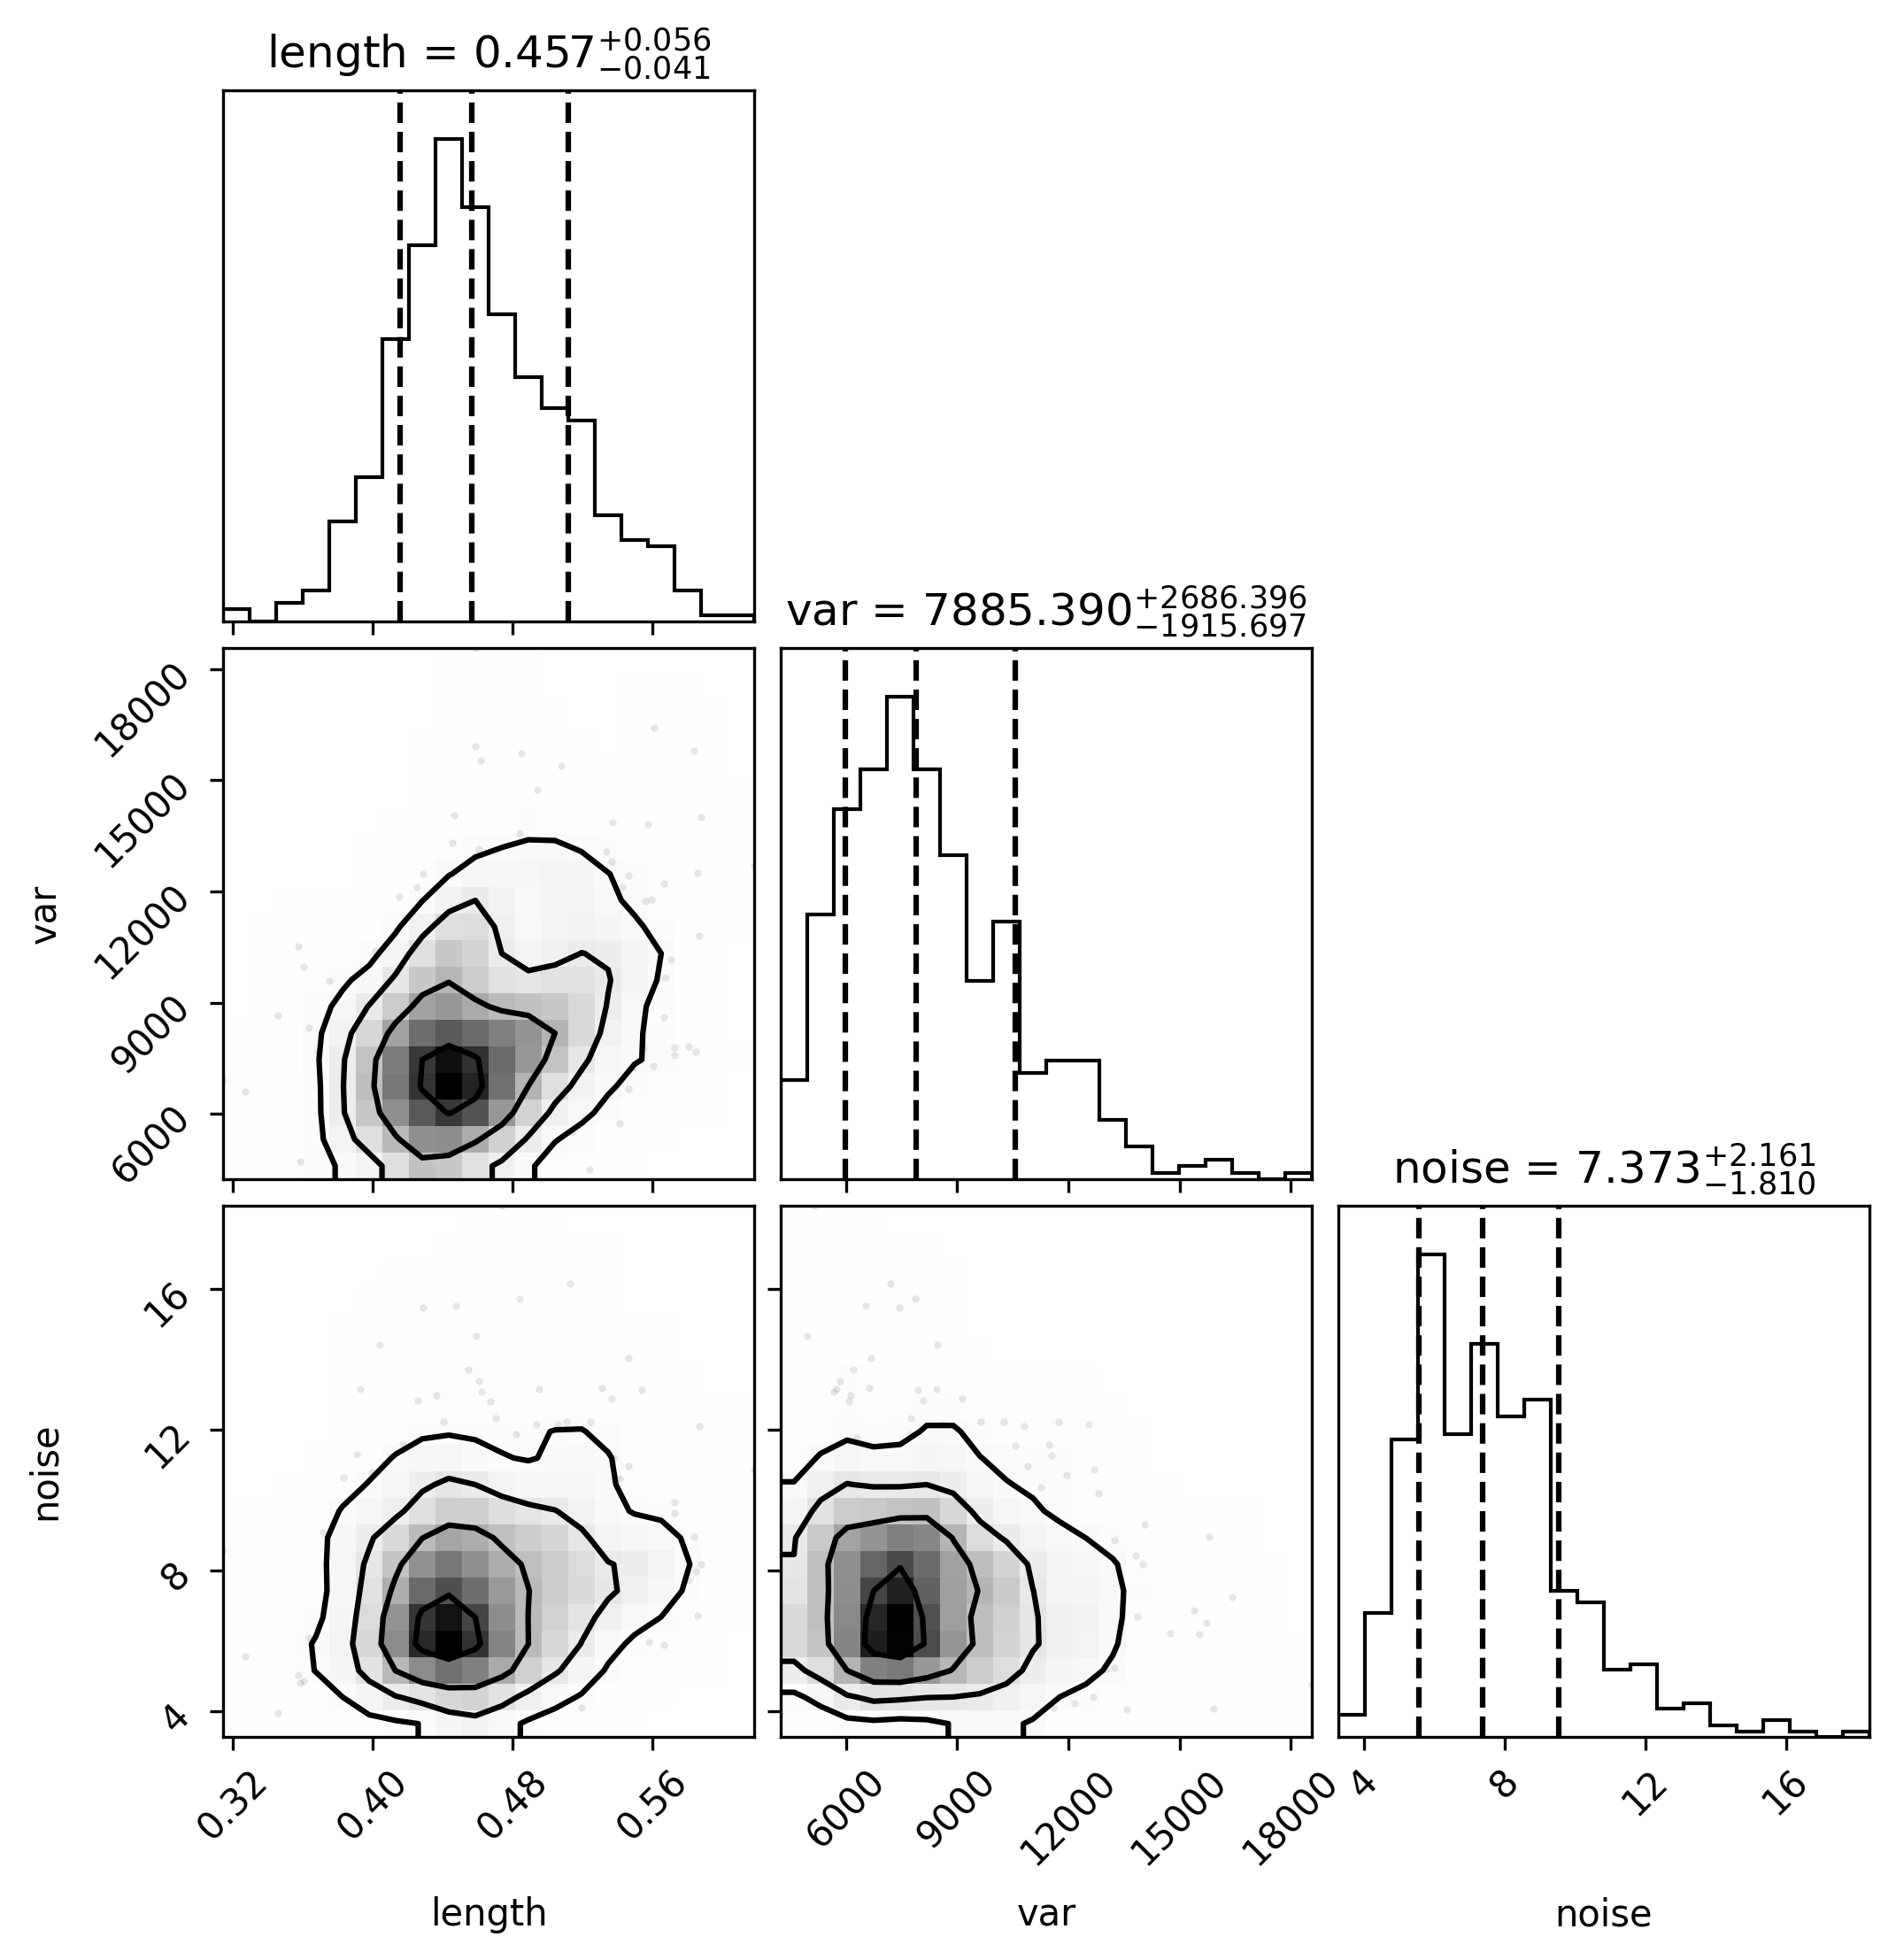 length = 0.457 +0.056 −0.041
var = 7885.390 +2686.396 −1915.697
18000
15000
12000
9000
6000
var
noise = 7.373 +2.161 −1.810
16
12
8
4
noise
0.32 0.40 0.48 0.56 6000 9000 12000 15000 18000 4 8 12 16
length var noise